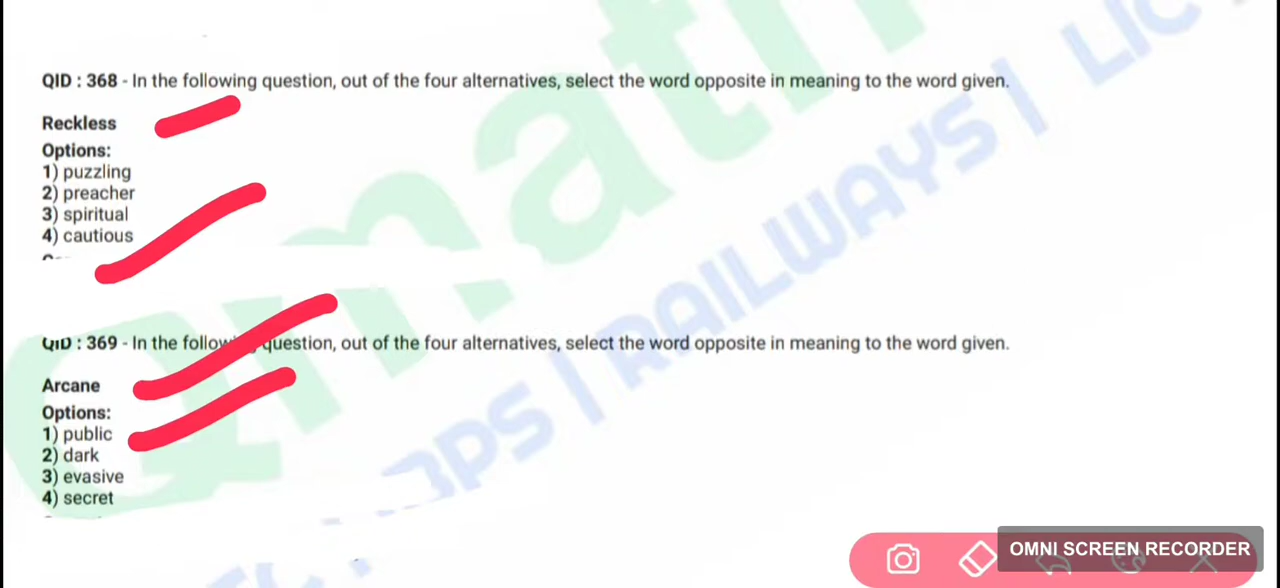 QID : 368 - In the following question, out of the four alternatives, select the word opposite in meaning to the word given.
Reckless
Options:
1) puzzling
2) preacher
3) spiritual
4) cautious
QID : 369 - In the following question, out of the four alternatives, select the word opposite in meaning to the word given.
Arcane
Options:
1) public
2) dark
3) evasive
4) secret
RAILWAYS | LIC
OMNI SCREEN RECORDER